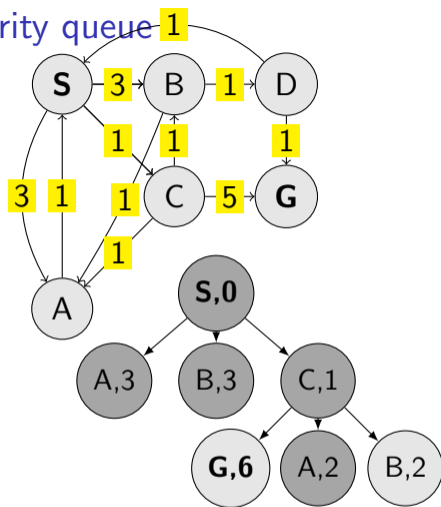 rity queue
1
S 3 B 1 D
1 1 1
3 1 1 C 5 G
1
A
S,0
A,3 B,3 C,1
G,6 A,2 B,2